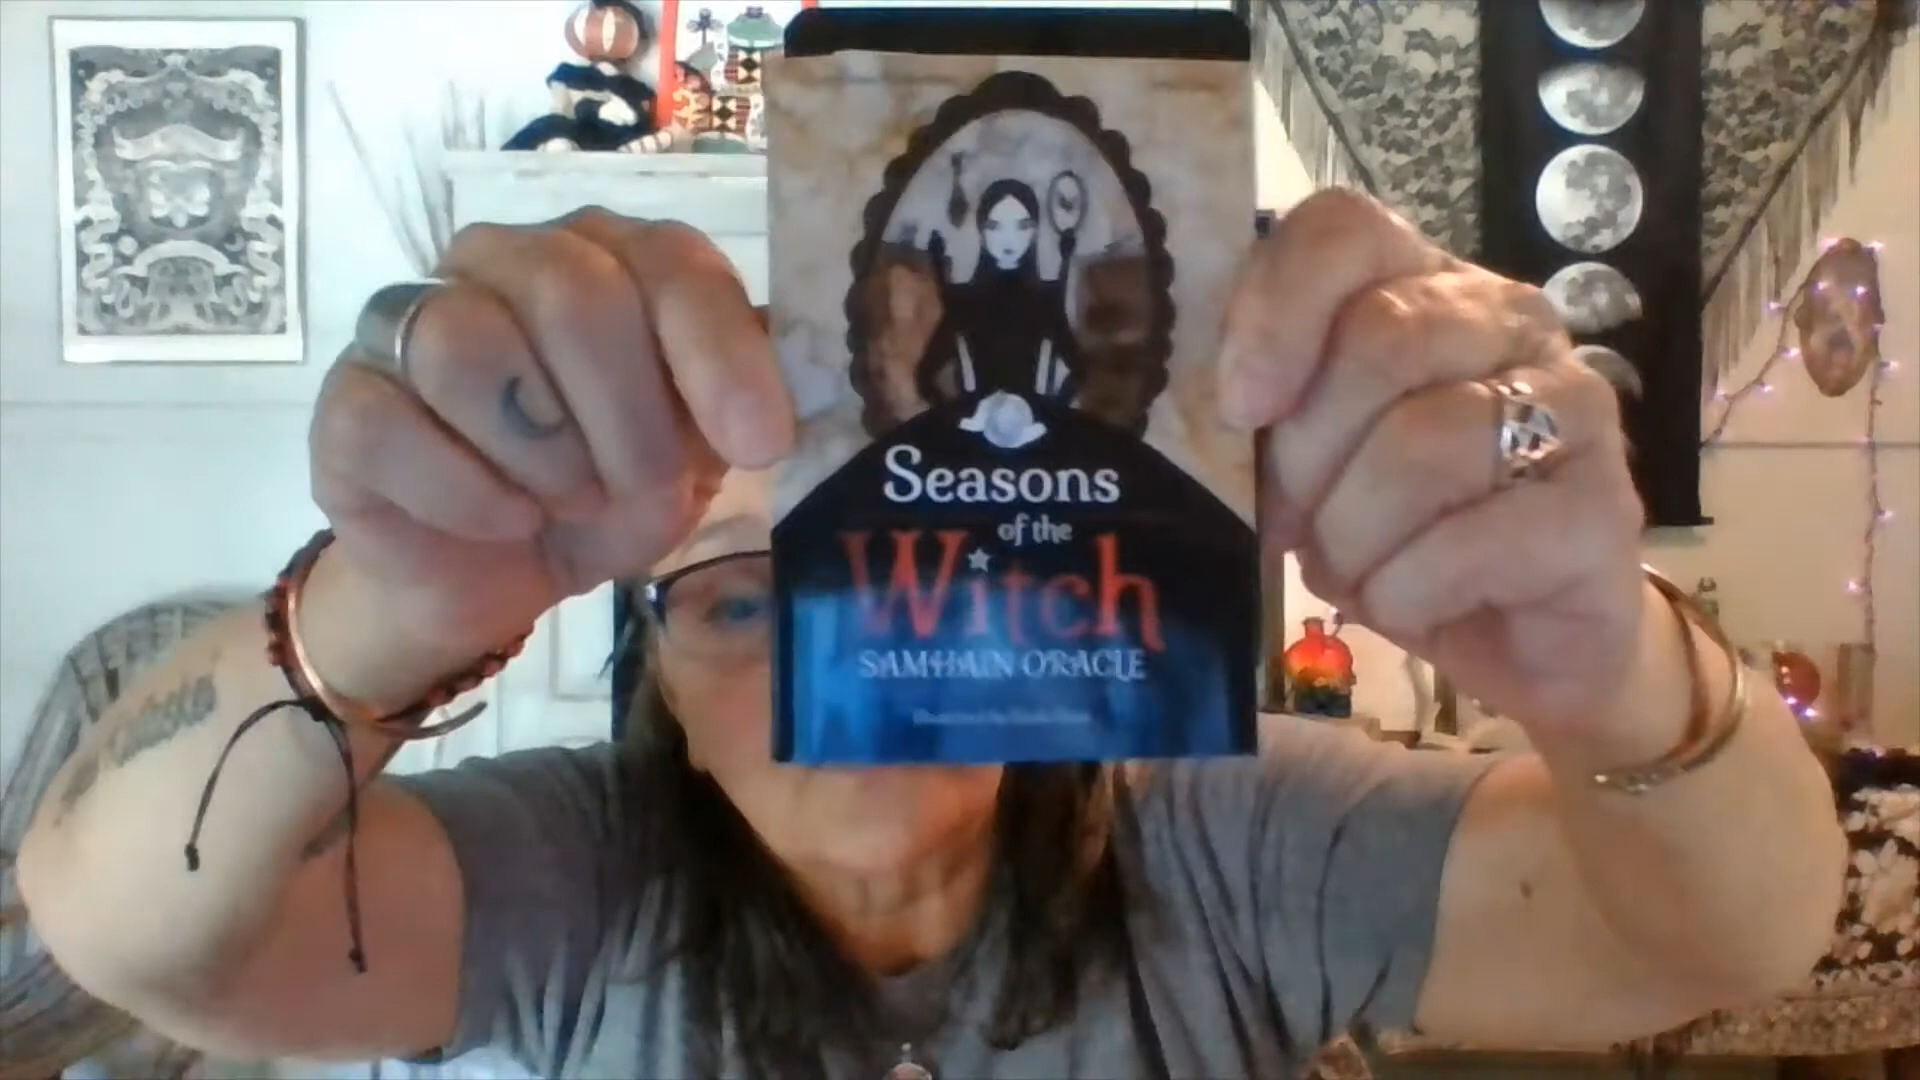 Seasons
of the
Witch
SAMHAIN ORACLE